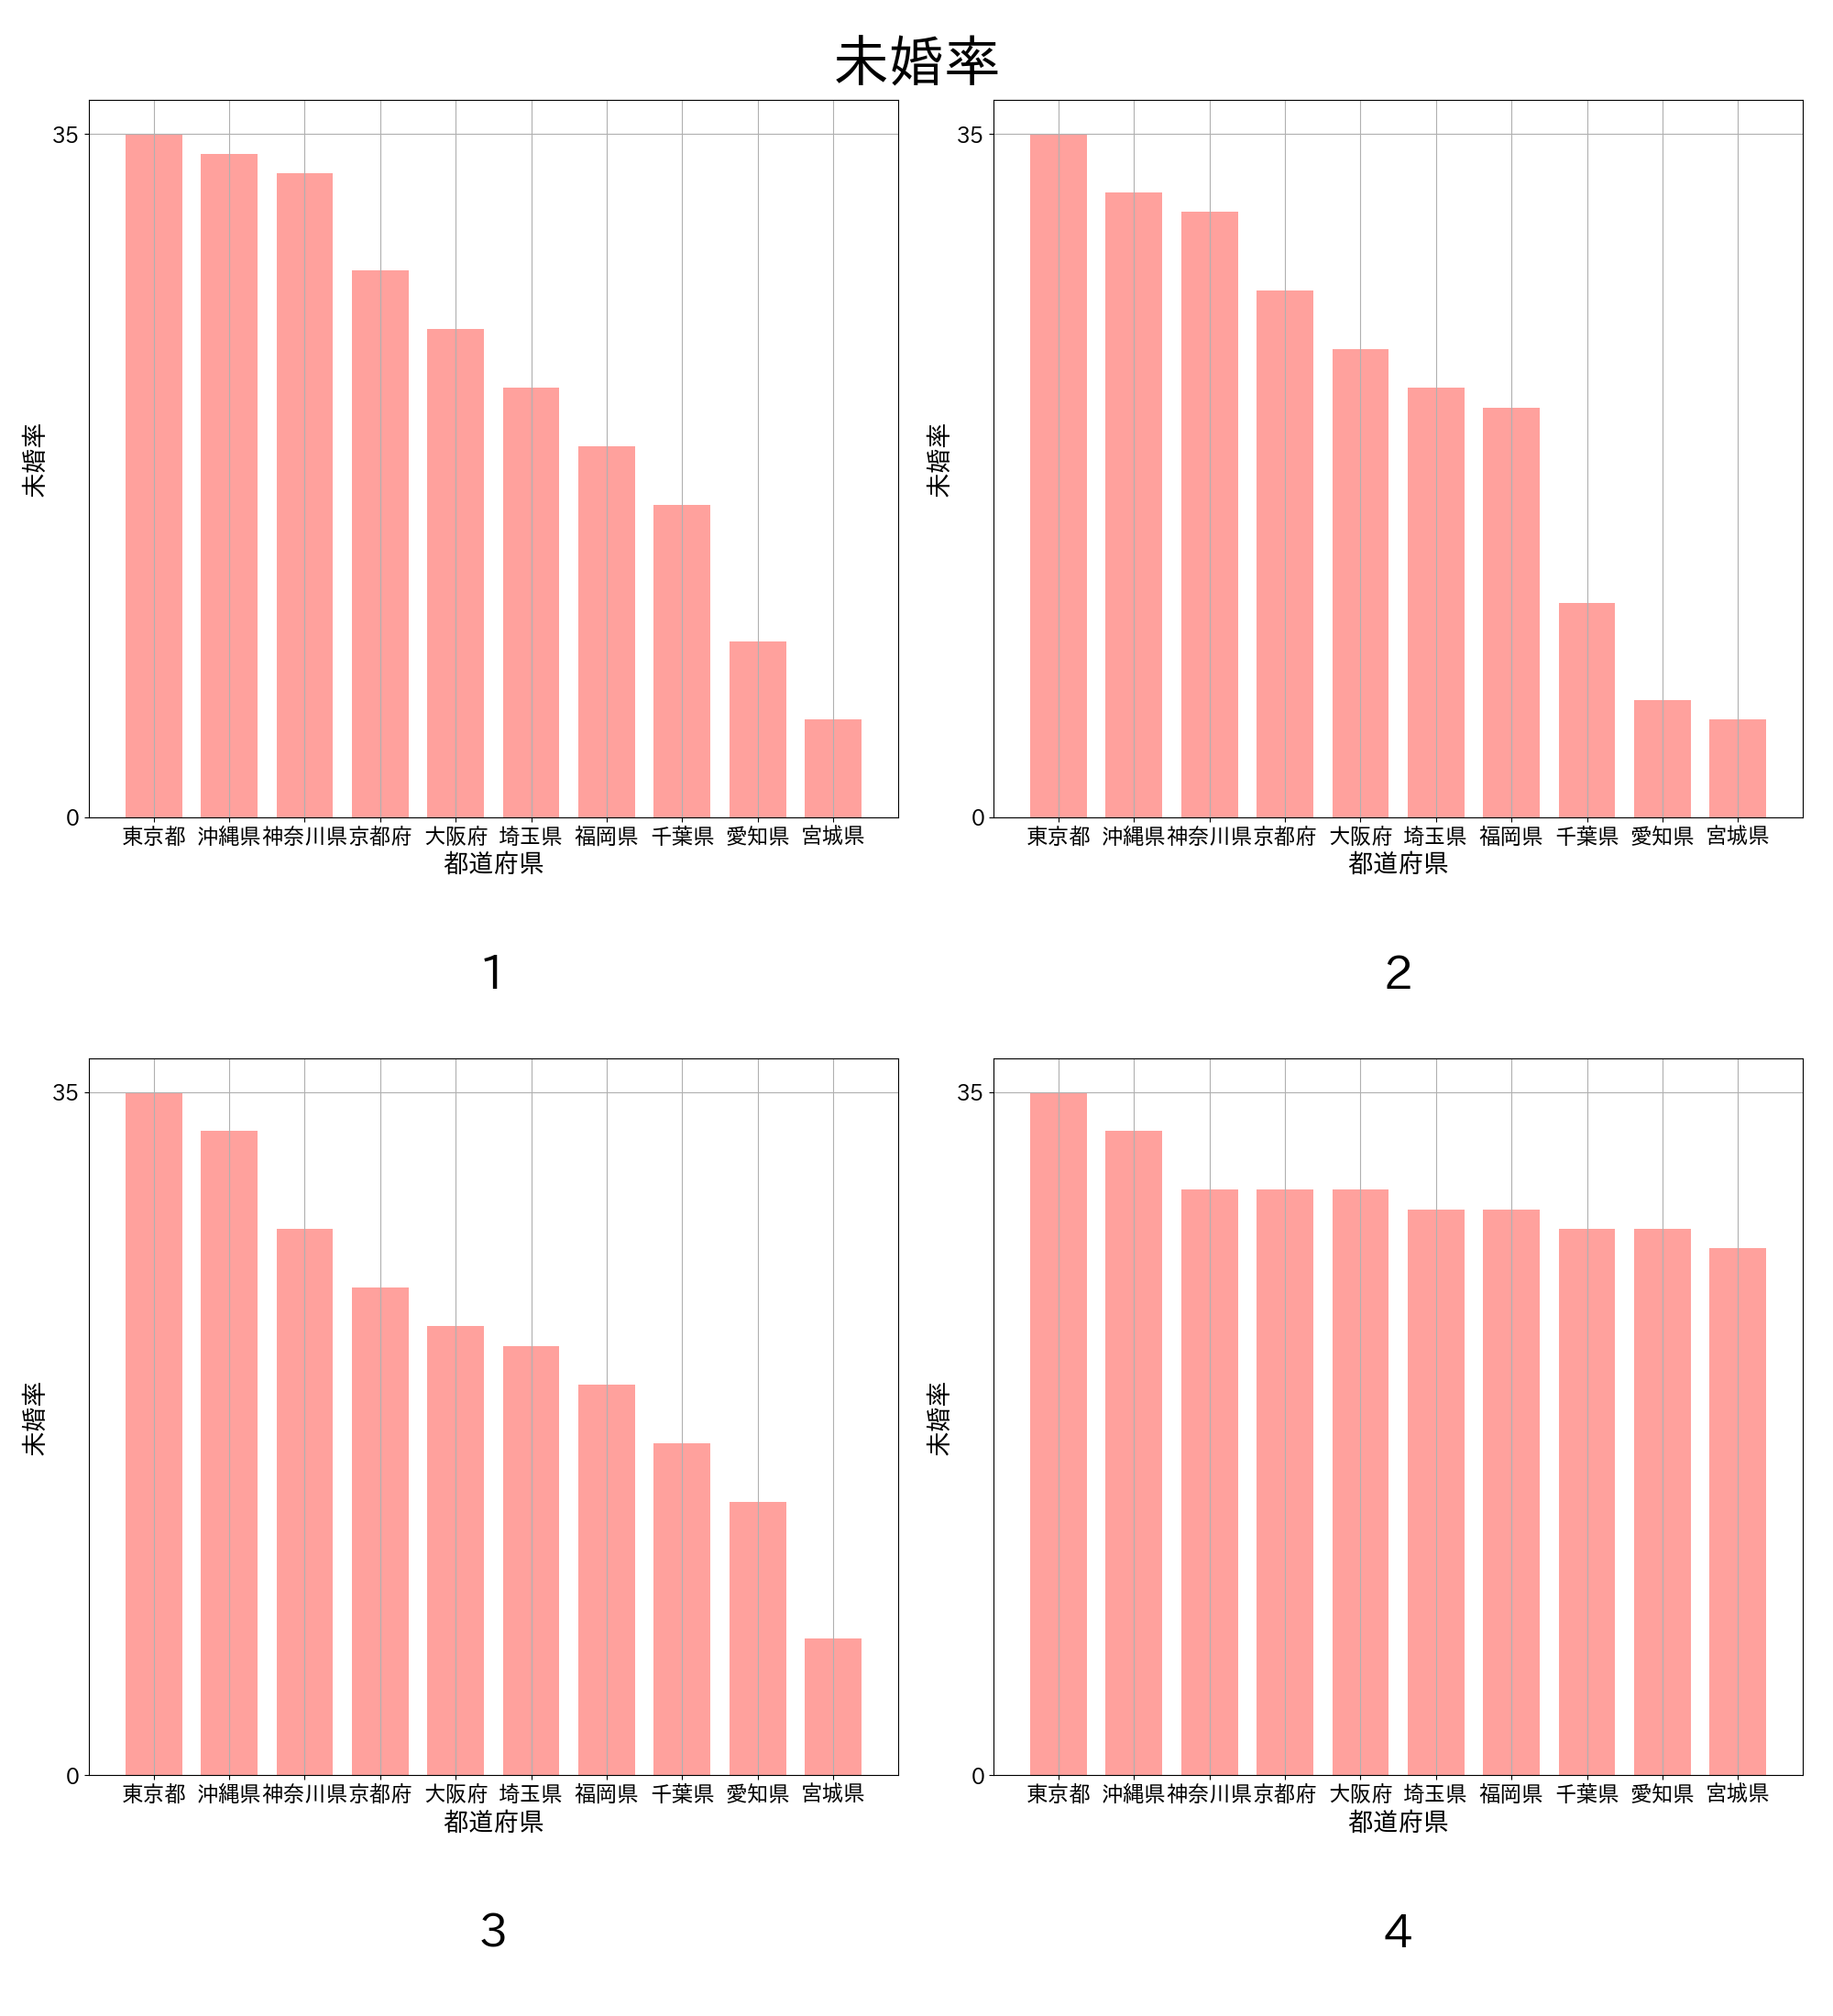 未婚率
35
0
未婚率
東京都 沖縄県 神奈川県 京都府 大阪府 埼玉県 福岡県 千葉県 愛知県 宮城県
都道府県
1
35
0
未婚率
東京都 沖縄県 神奈川県 京都府 大阪府 埼玉県 福岡県 千葉県 愛知県 宮城県
都道府県
2
35
0
未婚率
東京都 沖縄県 神奈川県 京都府 大阪府 埼玉県 福岡県 千葉県 愛知県 宮城県
都道府県
3
35
0
未婚率
東京都 沖縄県 神奈川県 京都府 大阪府 埼玉県 福岡県 千葉県 愛知県 宮城県
都道府県
4